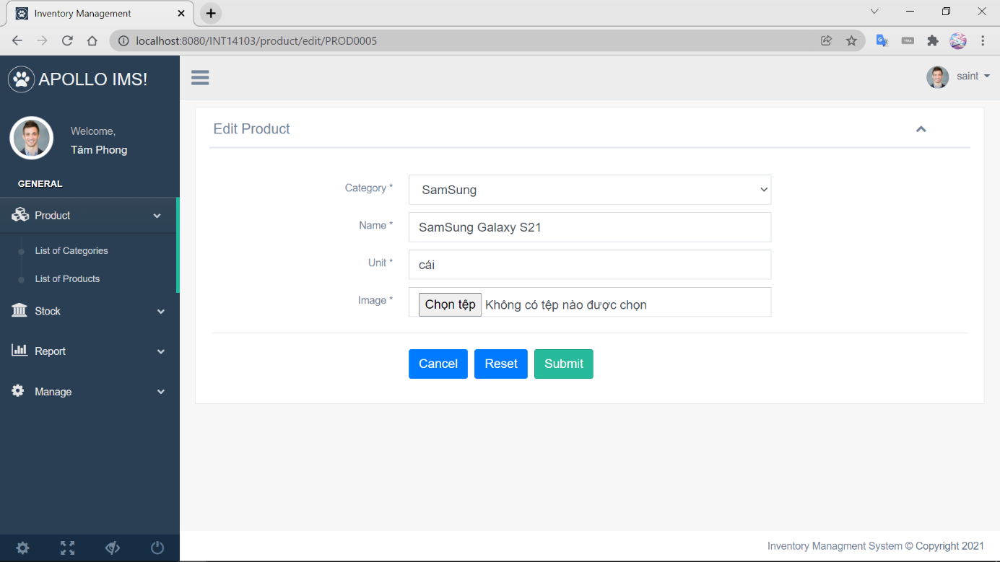 Inventory Management
localhost:8080/INT14103/product/edit/PROD0005
APOLLO IMS!
saint
Welcome,
Tâm Phong
GENERAL
Product
List of Categories
List of Products
Stock
Report
Manage
Edit Product
Category *
SamSung
Name *
SamSung Galaxy S21
Unit *
cái
Image *
Chọn tệp Không có tệp nào được chọn
Cancel Reset Submit
Inventory Managment System © Copyright 2021